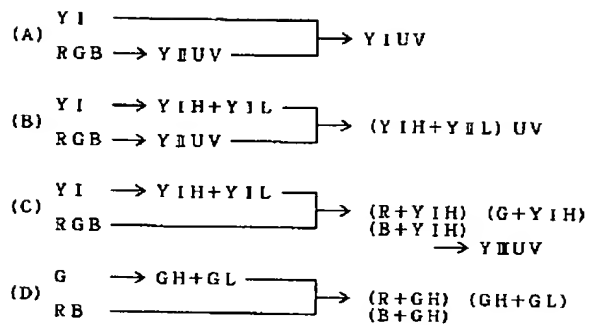 (A) Y I
RGB → Y II U V → Y I U V
(B) Y I → Y I H + Y I L
RGB → Y II U V → (Y I H + Y II L) U V
(C) Y I → Y I H + Y I L
RGB → (R + Y I H) (G + Y I H)
(B + Y I H)
→ Y III U V
(D) G → GH + GL
RB → (R + GH) (GH + GL)
(B + GH)